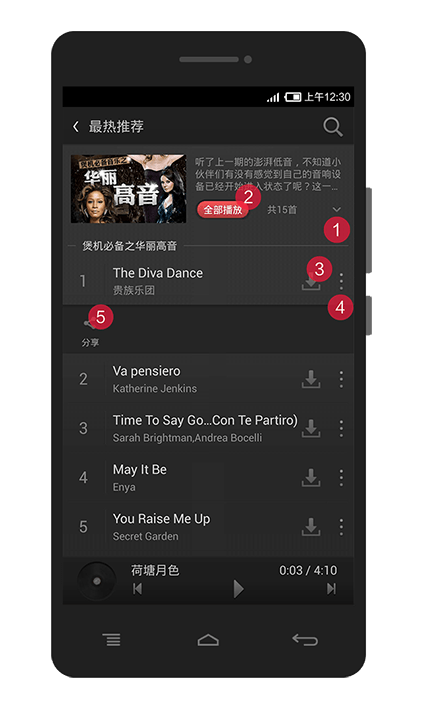 上午12:30
最热推荐
煲机必备音乐之
华丽
高音
听了上一期的澎湃低音，不知道小
伙伴们有没有感觉到自己的音响设
备已经开始进入状态了呢？这一...
2
全部播放
共15首
1
煲机必备之华丽高音
1
The Diva Dance
贵族乐团
3
4
5
分享
2
Va pensiero
Katherine Jenkins
3
Time To Say Go...Con Te Partiro)
Sarah Brightman,Andrea Bocelli
4
May It Be
Enya
5
You Raise Me Up
Secret Garden
荷塘月色
0:03 / 4:10